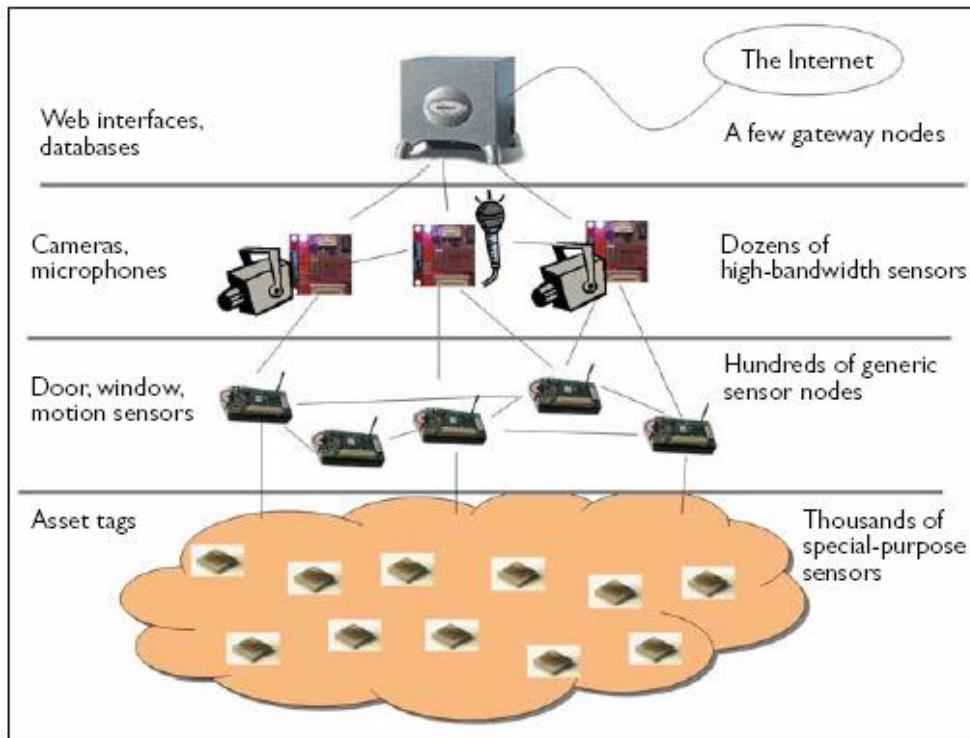 The Internet
Web interfaces,
databases
A few gateway nodes
Cameras,
microphones
Dozens of
high-bandwidth sensors
Door, window,
motion sensors
Hundreds of generic
sensor nodes
Asset tags
Thousands of
special-purpose
sensors